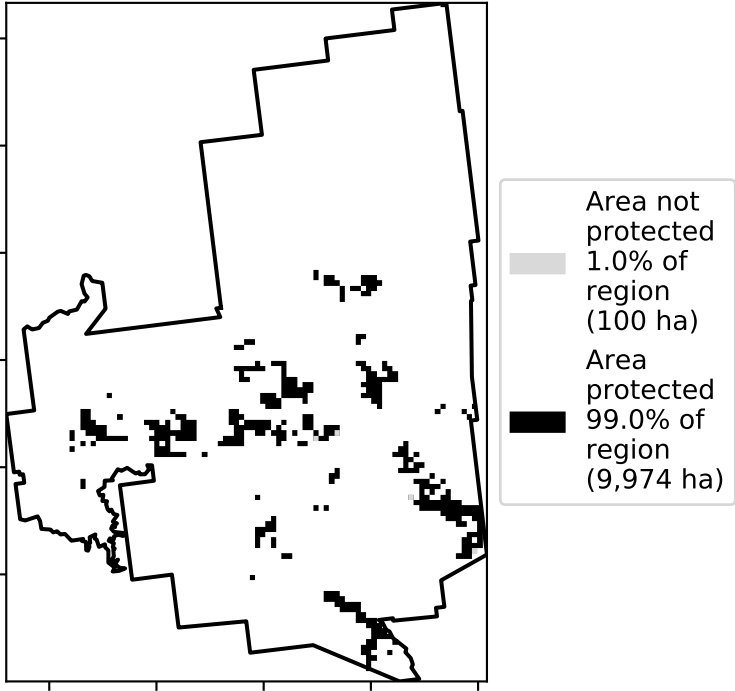 Area not
protected
1.0% of
region
(100 ha)
Area
protected
99.0% of
region
(9,974 ha)